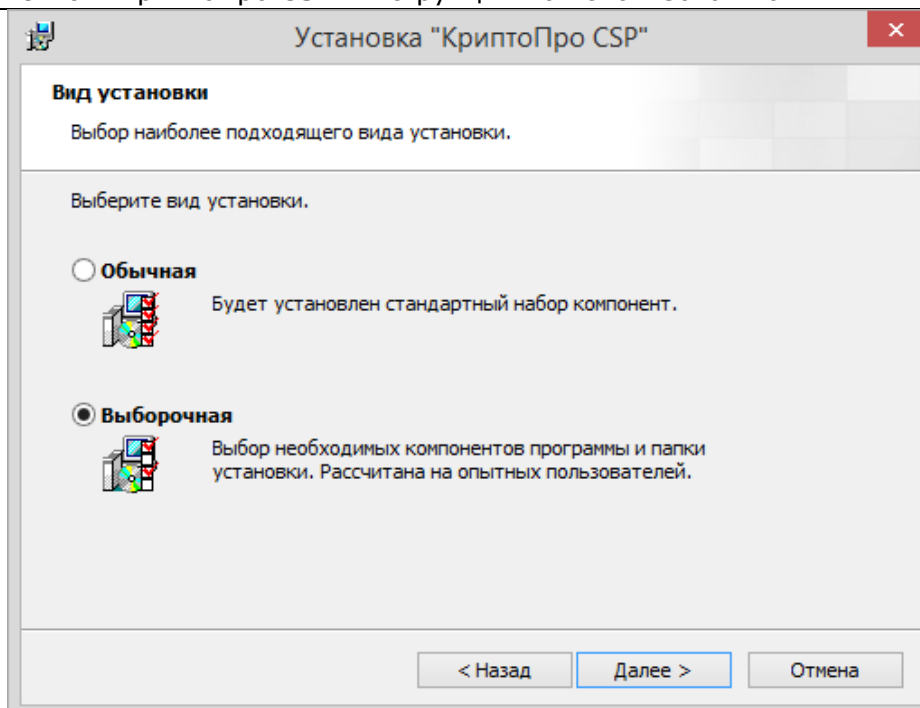 Установка "КриптоПро CSP"
Вид установки
Выбор наиболее подходящего вида установки.
Выберите вид установки.
Обычная
Будет установлен стандартный набор компонент.
Выборочная
Выбор необходимых компонентов программы и папки
установки. Рассчитана на опытных пользователей.
< Назад
Далее >
Отмена